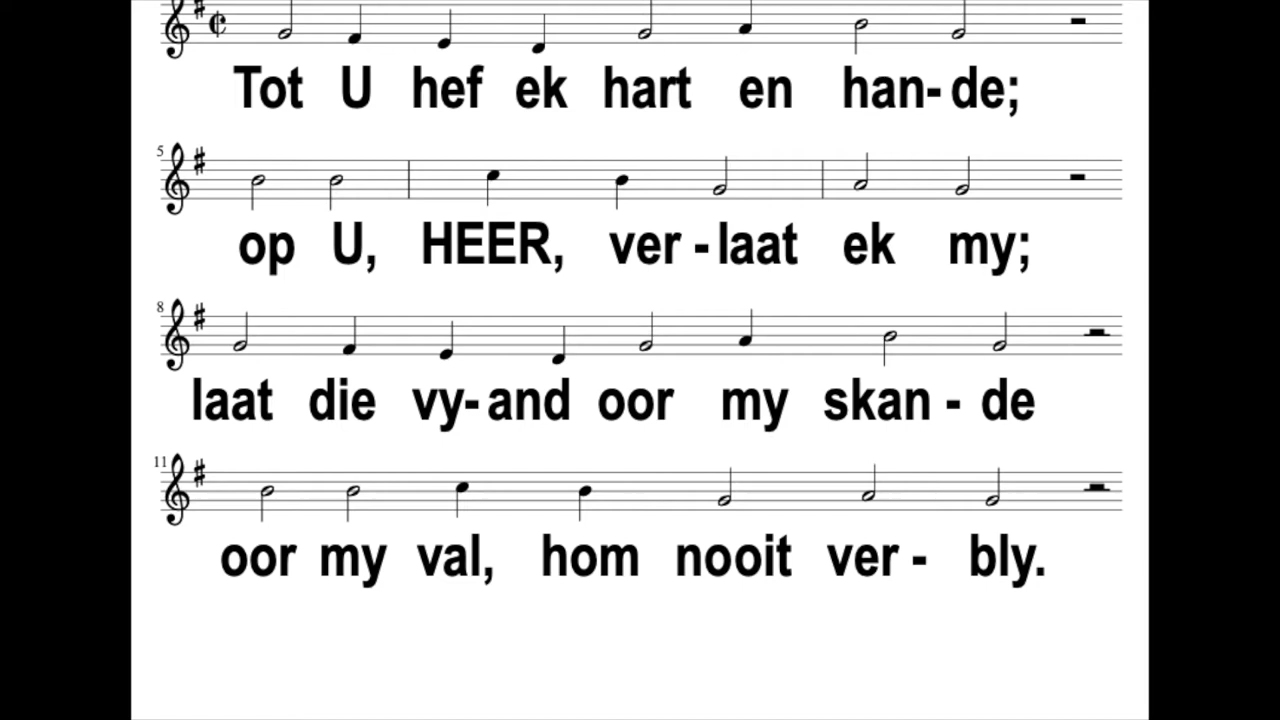 Tot U hef ek hart en han-de;
5
op U, HEER, ver-laat ek my;
8
laat die vy-and oor my skan-de
11
oor my val, hom nooit ver-bly.